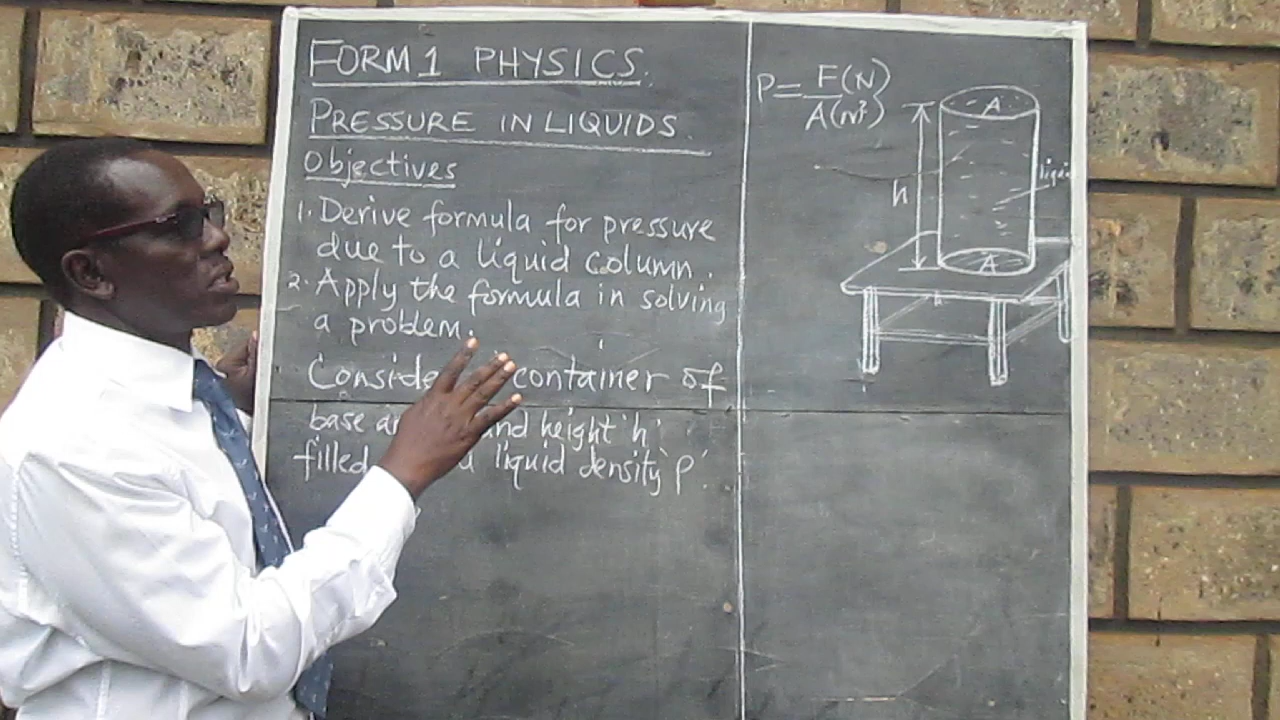 FORM 1 PHYSICS.
PRESSURE IN LIQUIDS.
Objectives
1. Derive formula for pressure
due to a liquid column.
2. Apply the formula in solving
a problem.
container of
base and height 'h'
filled a liquid density 'ρ'.
P = F(N)
A(m²)
A
h
A